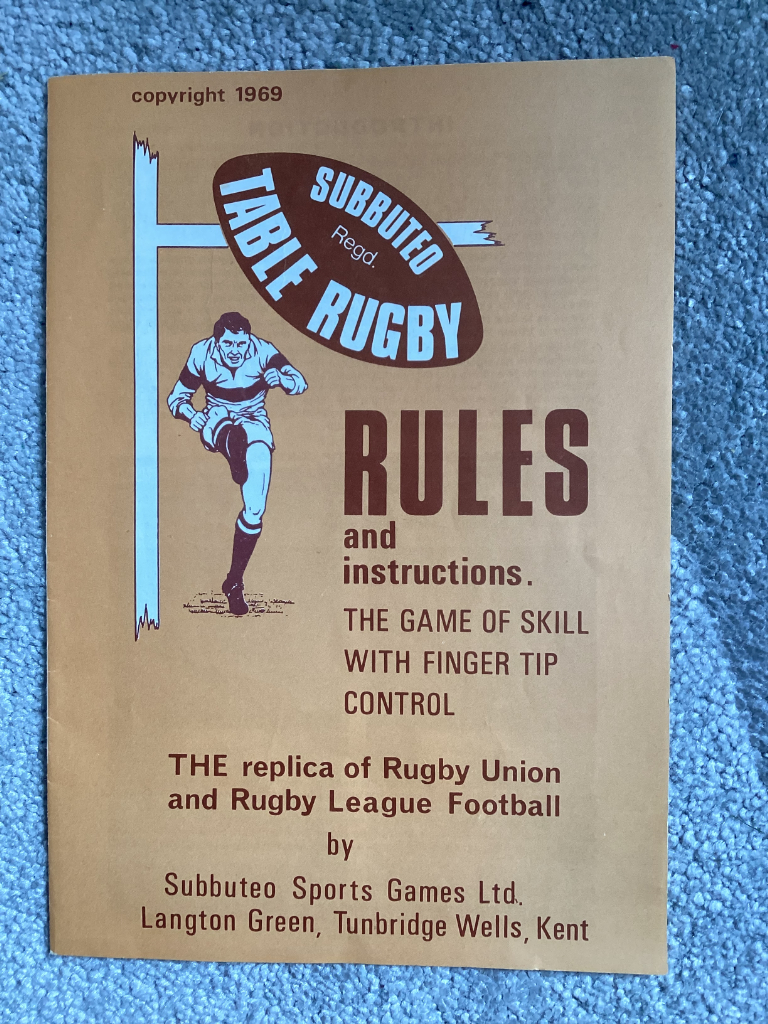 copyright 1969
SUBBUTEO
Regd.
TABLE RUGBY
RULES
and
instructions.
THE GAME OF SKILL
WITH FINGER TIP
CONTROL
THE replica of Rugby Union
and Rugby League Football
by
Subbuteo Sports Games Ltd.
Langton Green, Tunbridge Wells, Kent